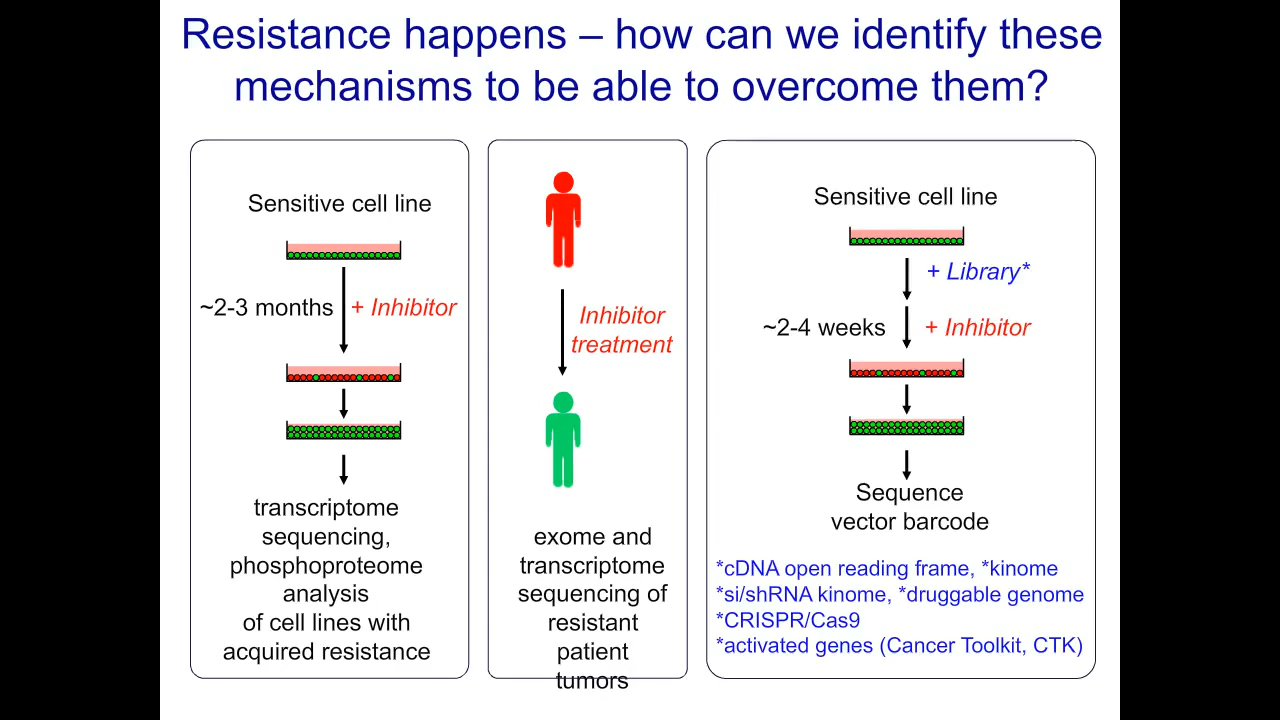 Resistance happens – how can we identify these
mechanisms to be able to overcome them?
Sensitive cell line
~2-3 months + Inhibitor
transcriptome
sequencing,
phosphoproteome
analysis
of cell lines with
acquired resistance
Inhibitor
treatment
exome and
transcriptome
sequencing of
resistant
patient
tumors
Sensitive cell line
+ Library*
~2-4 weeks + Inhibitor
Sequence
vector barcode
*cDNA open reading frame, *kinome
*si/shRNA kinome, *druggable genome
*CRISPR/Cas9
*activated genes (Cancer Toolkit, CTK)